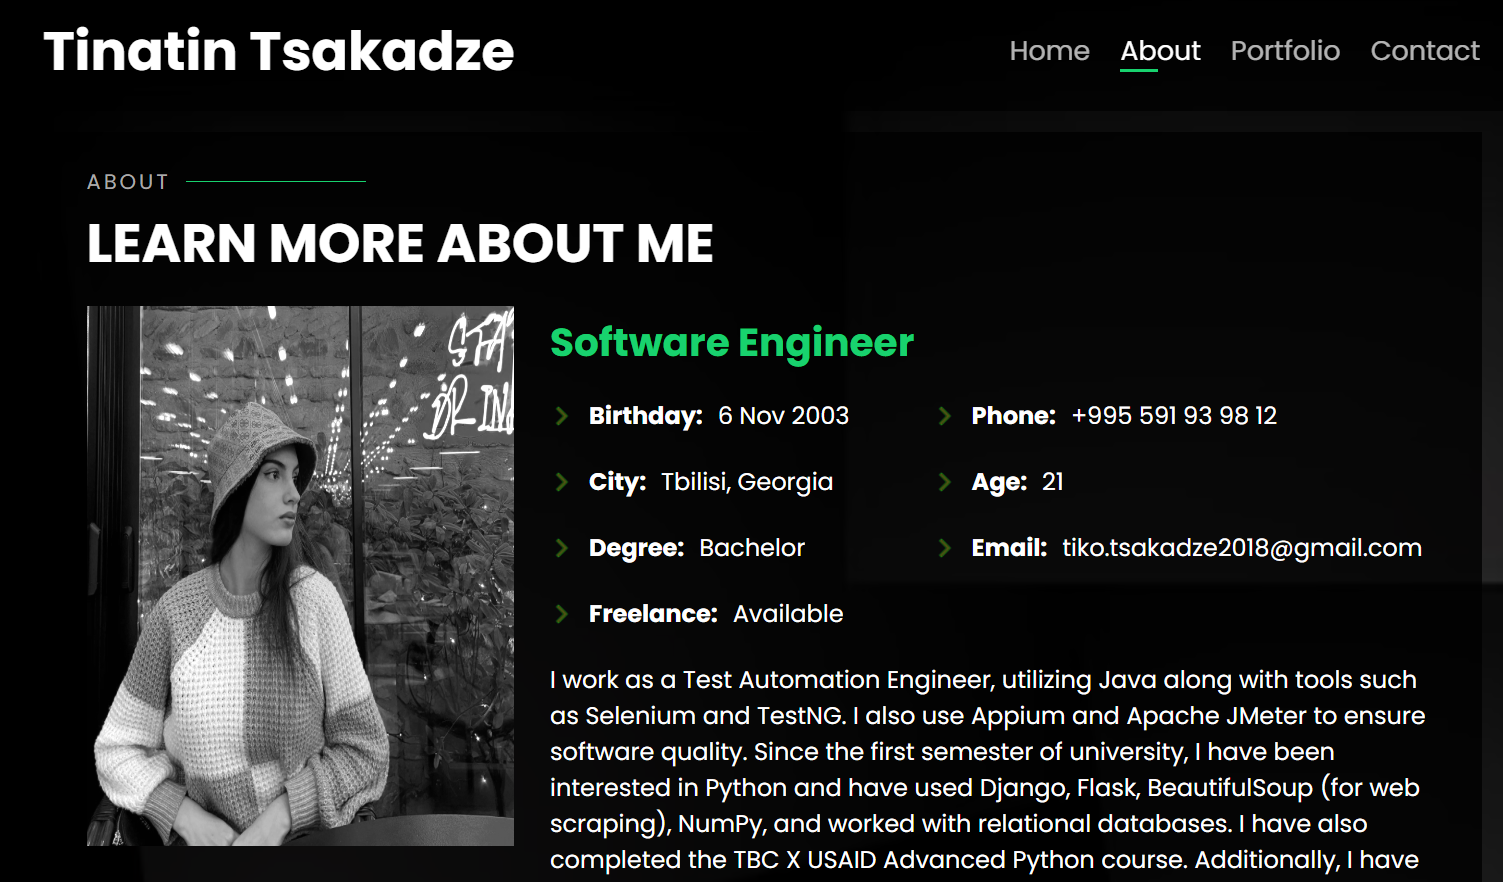 Tinatin Tsakadze
Home About Portfolio Contact
ABOUT
LEARN MORE ABOUT ME
STA
DRIN
Software Engineer
Birthday: 6 Nov 2003
Phone: +995 591 93 98 12
City: Tbilisi, Georgia
Age: 21
Degree: Bachelor
Email: tiko.tsakadze2018@gmail.com
Freelance: Available
I work as a Test Automation Engineer, utilizing Java along with tools such
as Selenium and TestNG. I also use Appium and Apache JMeter to ensure
software quality. Since the first semester of university, I have been
interested in Python and have used Django, Flask, BeautifulSoup (for web
scraping), NumPy, and worked with relational databases. I have also
completed the TBC X USAID Advanced Python course. Additionally, I have